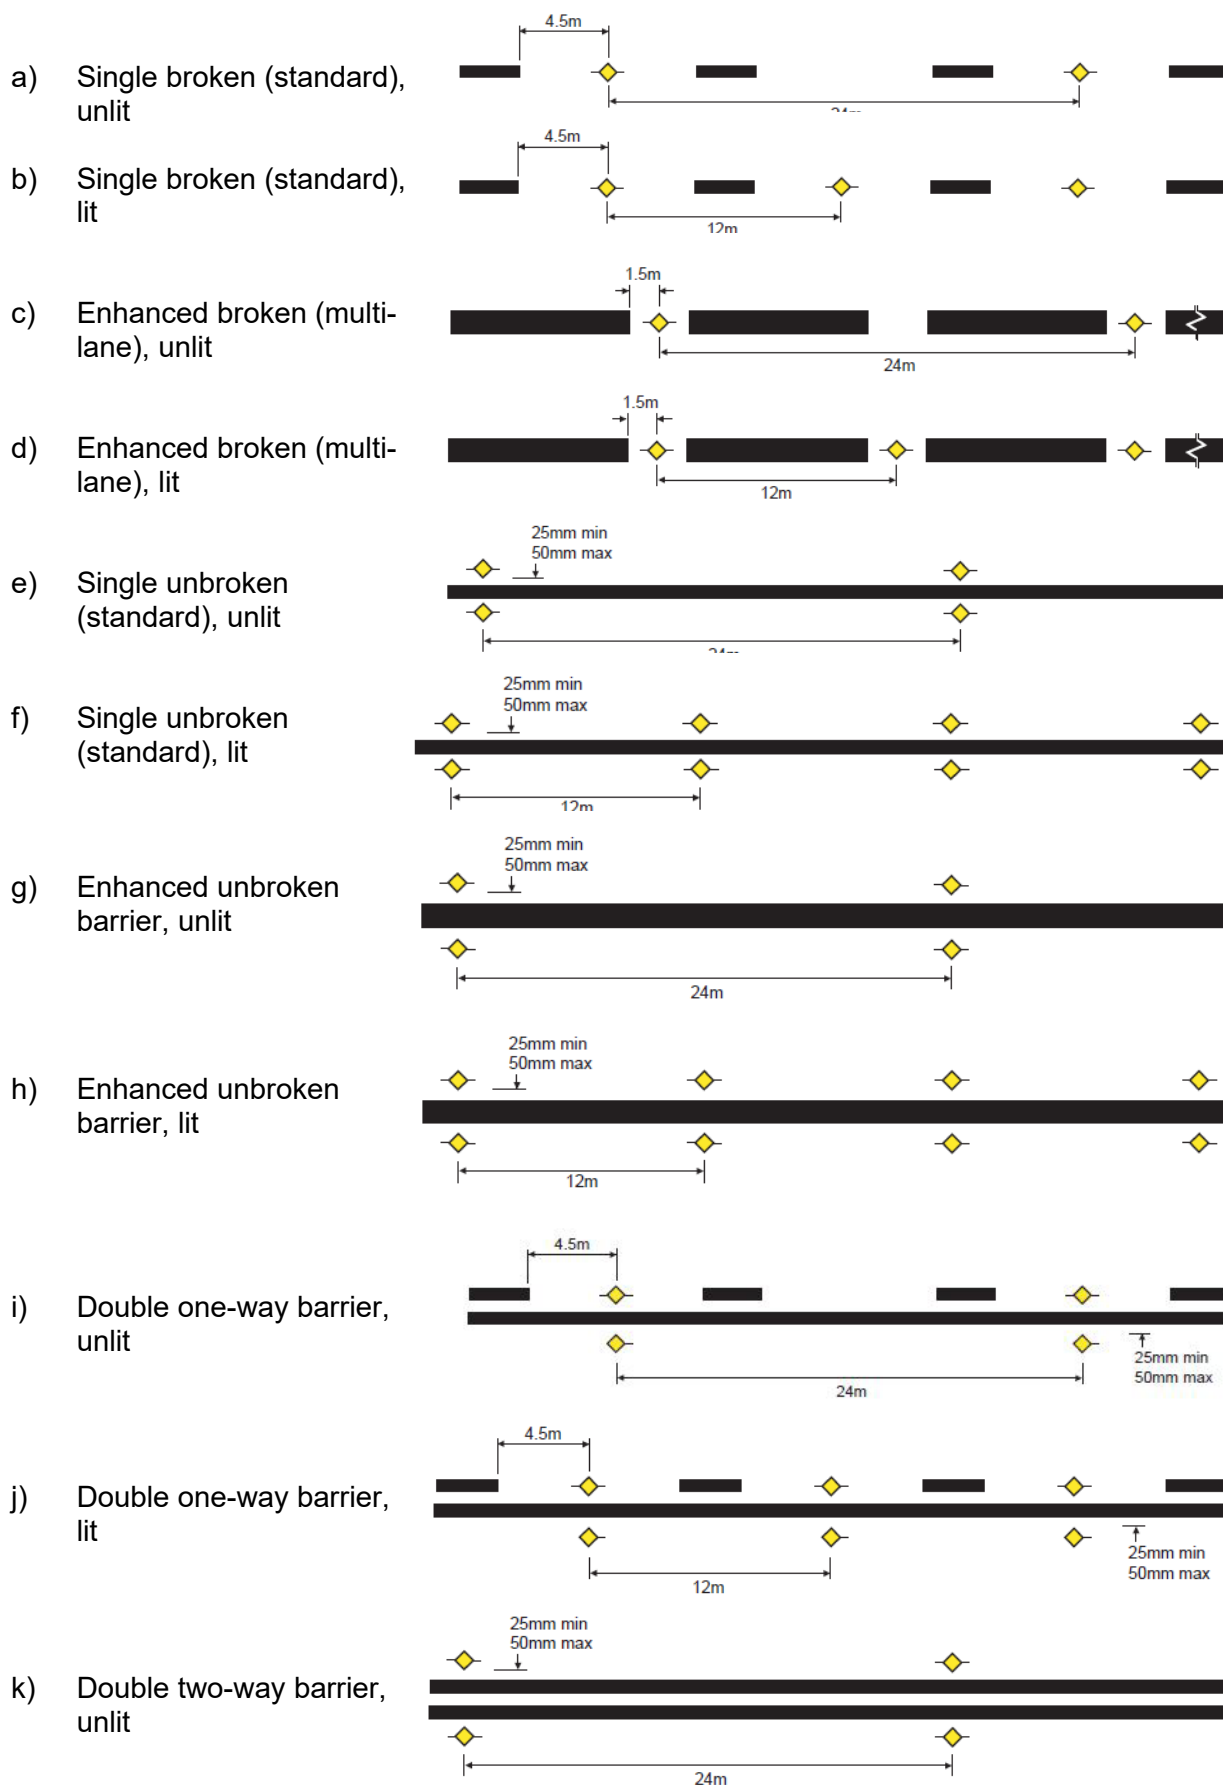 4.5m
a) Single broken (standard),
unlit
24m
4.5m
b) Single broken (standard),
lit
12m
1.5m
c) Enhanced broken (multi-
lane), unlit
24m
1.5m
d) Enhanced broken (multi-
lane), lit
12m
25mm min
50mm max
e) Single unbroken
(standard), unlit
24m
25mm min
50mm max
f) Single unbroken
(standard), lit
12m
25mm min
50mm max
g) Enhanced unbroken
barrier, unlit
24m
25mm min
50mm max
h) Enhanced unbroken
barrier, lit
12m
4.5m
i) Double one-way barrier,
unlit
25mm min
50mm max
24m
4.5m
j) Double one-way barrier,
lit
25mm min
50mm max
12m
25mm min
50mm max
k) Double two-way barrier,
unlit
24m